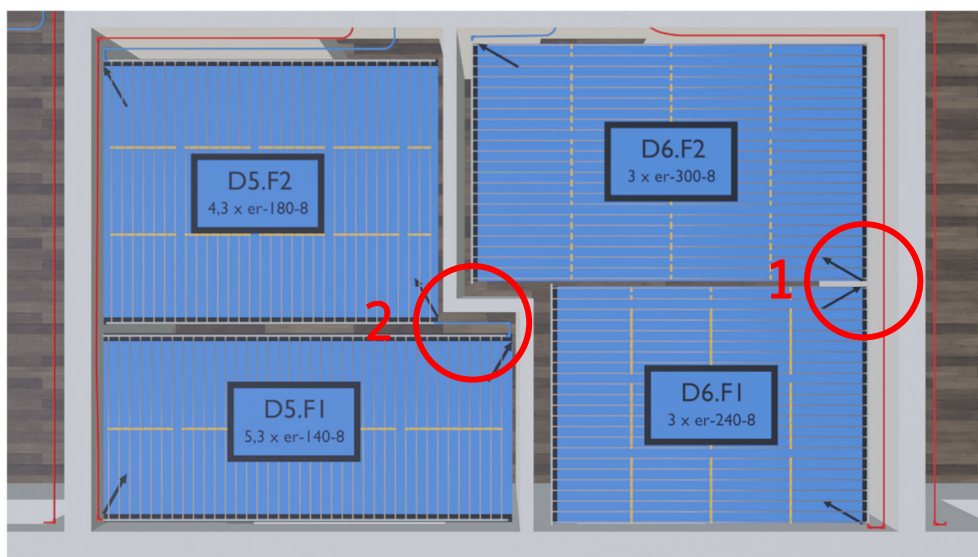 D5.F2
4,3 x er-180-8
D6.F2
3 x er-300-8
1
2
D5.F1
5,3 x er-140-8
D6.F1
3 x er-240-8